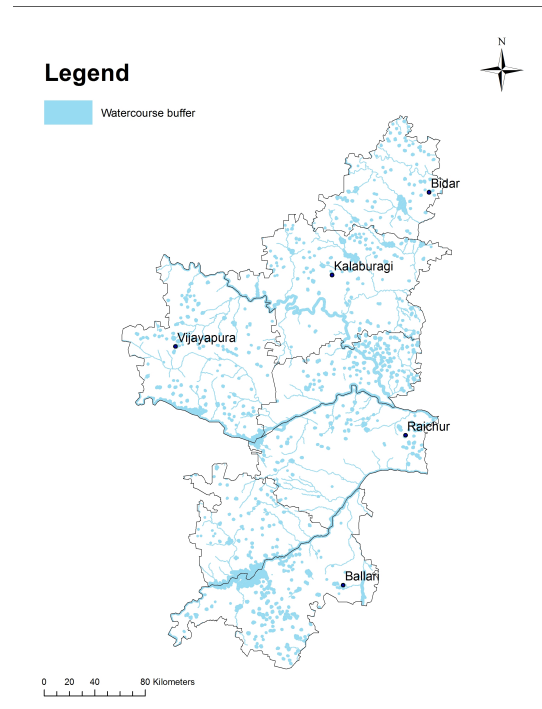 N
Legend
Watercourse buffer
Bidar
Kalaburagi
Vijayapura
Raichur
Ballari
0 20 40 80 Kilometers